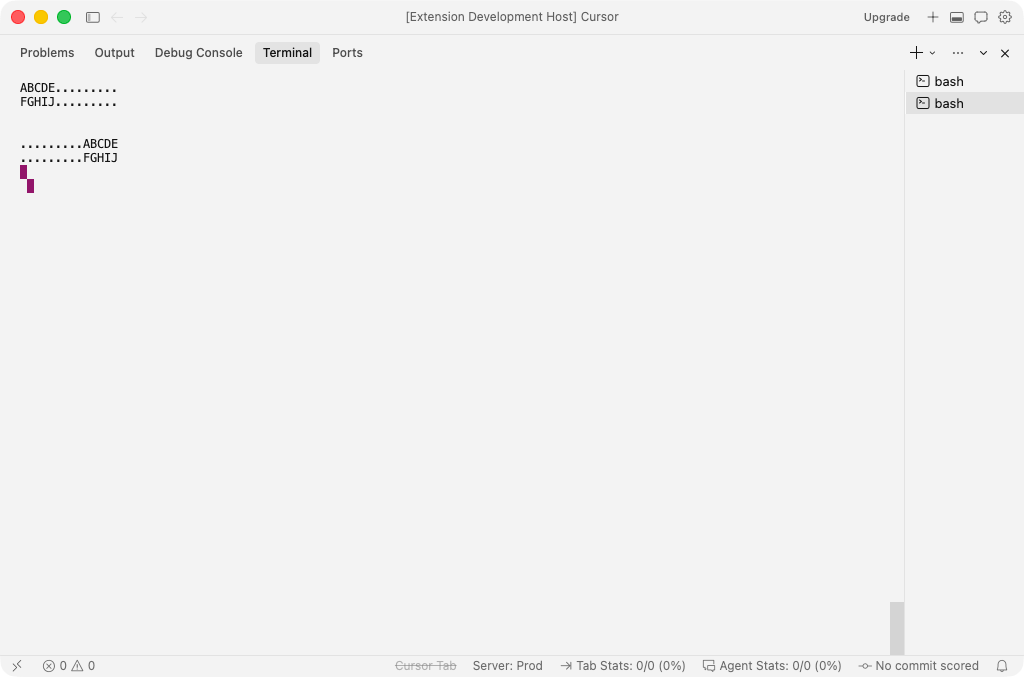 [Extension Development Host] Cursor
Upgrade
Problems Output Debug Console Terminal Ports
ABCDE.........
FGHIJ.........
.........ABCDE
.........FGHIJ
bash
bash
0 0 Cursor Tab Server: Prod Tab Stats: 0/0 (0%) Agent Stats: 0/0 (0%) No commit scored